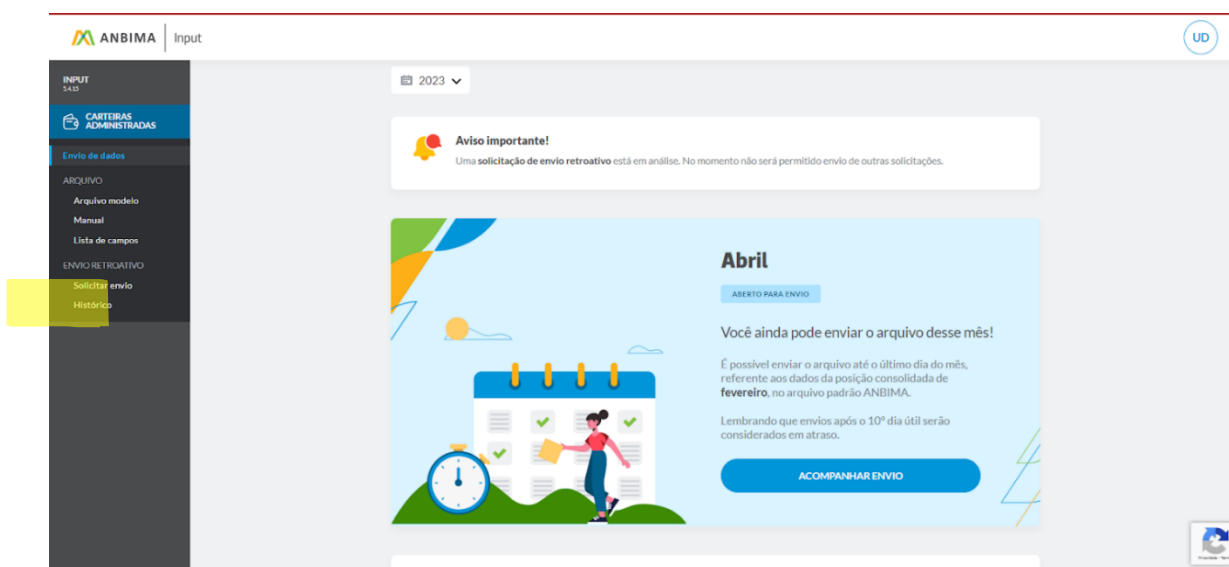 ANBIMA Input
UD
INPUT
5.4.15
CARTEIRAS
ADMINISTRADAS
Envio de dados
ARQUIVO
Arquivo modelo
Manual
Lista de campos
ENVIO RETROATIVO
Solicitar envio
Histórico
2023
Aviso importante!
Uma solicitação de envio retroativo está em análise. No momento não será permitido envio de outras solicitações.
Abril
ABERTO PARA ENVIO
Você ainda pode enviar o arquivo desse mês!
É possível enviar o arquivo até o último dia do mês,
referente aos dados da posição consolidada de
fevereiro, no arquivo padrão ANBIMA.
Lembrando que envios após o 10º dia útil serão
considerados em atraso.
ACOMPANHAR ENVIO